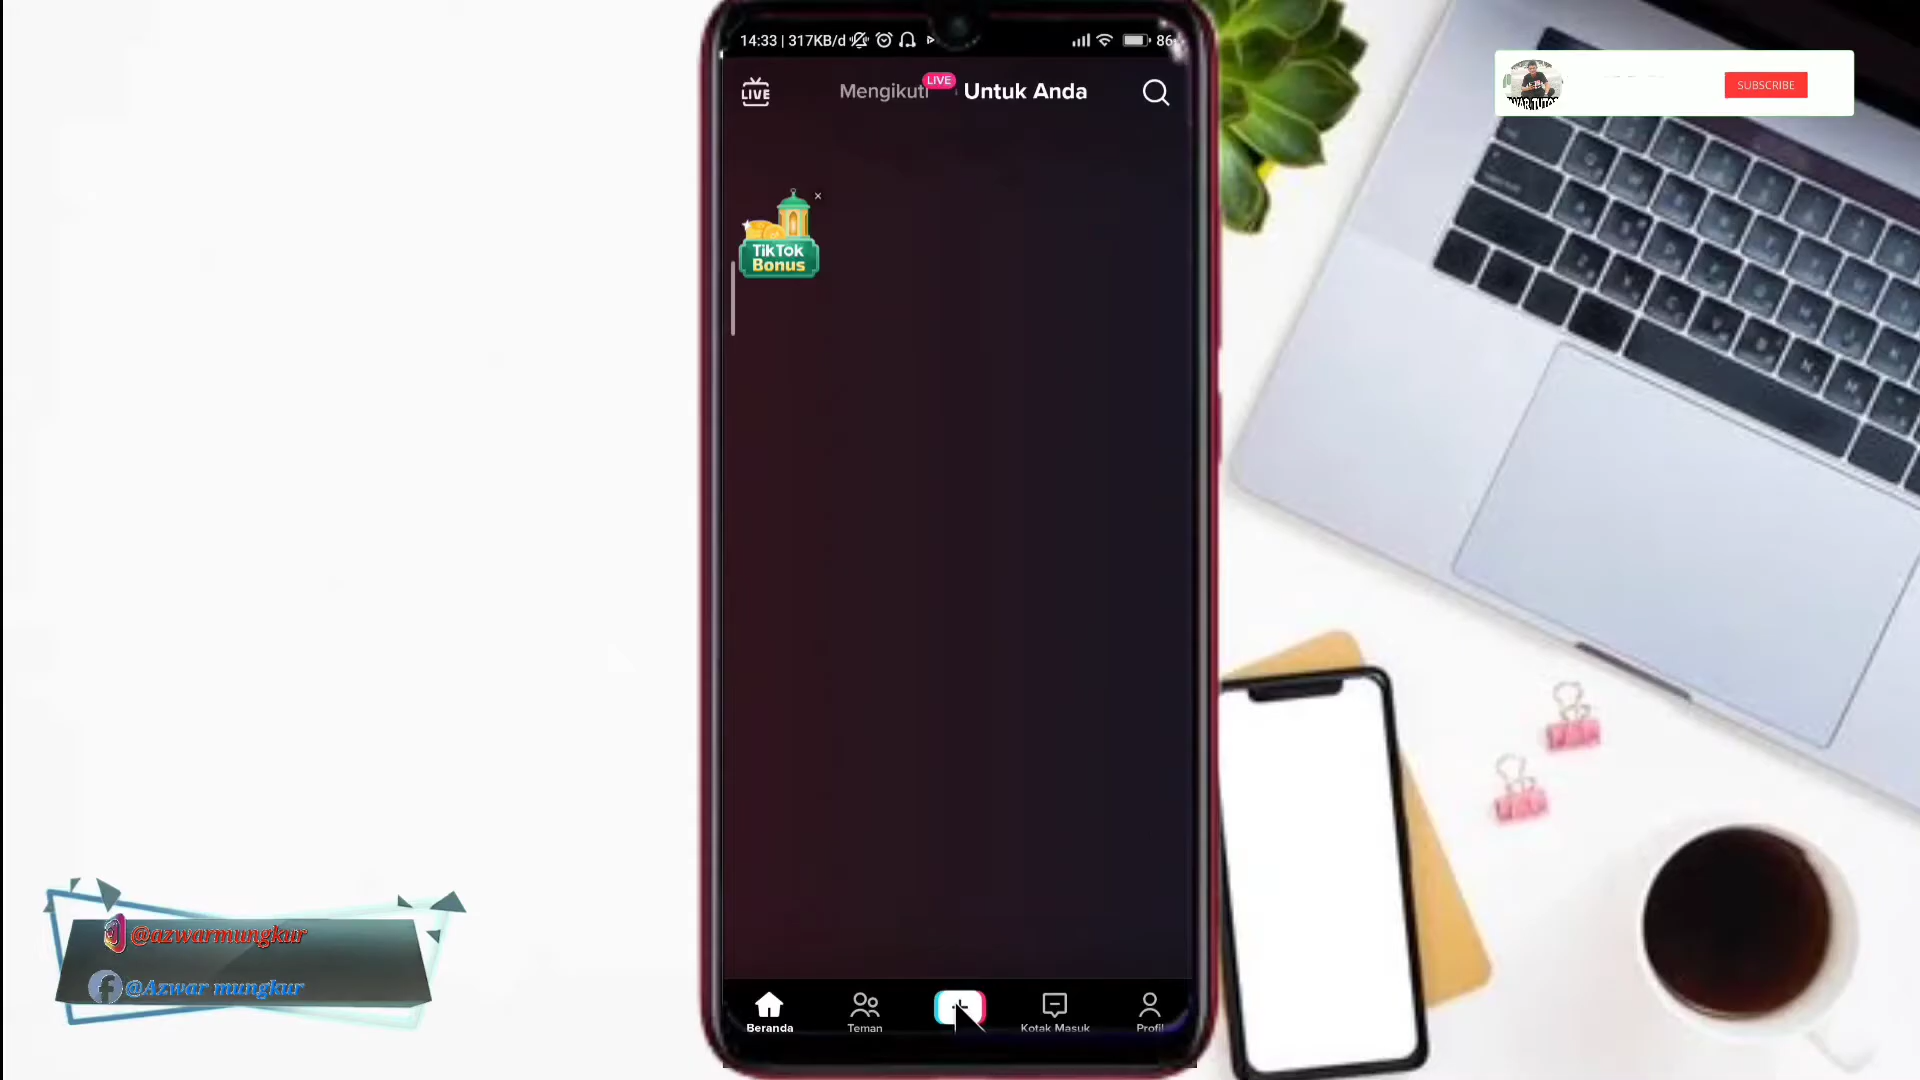 14:33 | 317KB/d
86
LIVE
Mengikuti
LIVE
Untuk Anda
TikTok
Bonus
Beranda
Teman
Kotak Masuk
Profil
SUBSCRIBE
@azwarmungkur
@Azwar mungkur